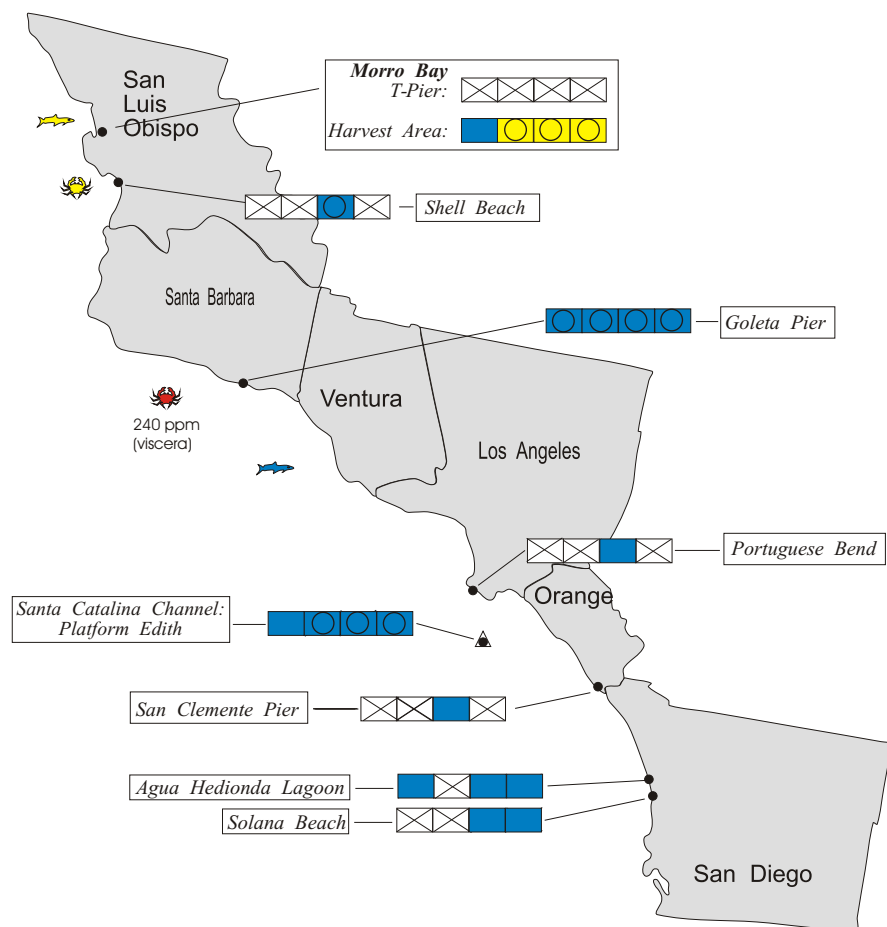 San
Luis
Obispo
Morro Bay
T-Pier:
Harvest Area:
Shell Beach
Santa Barbara
Goleta Pier
Ventura
240 ppm
(viscera)
Los Angeles
Portuguese Bend
Orange
Santa Catalina Channel:
Platform Edith
San Clemente Pier
Agua Hedionda Lagoon
Solana Beach
San Diego